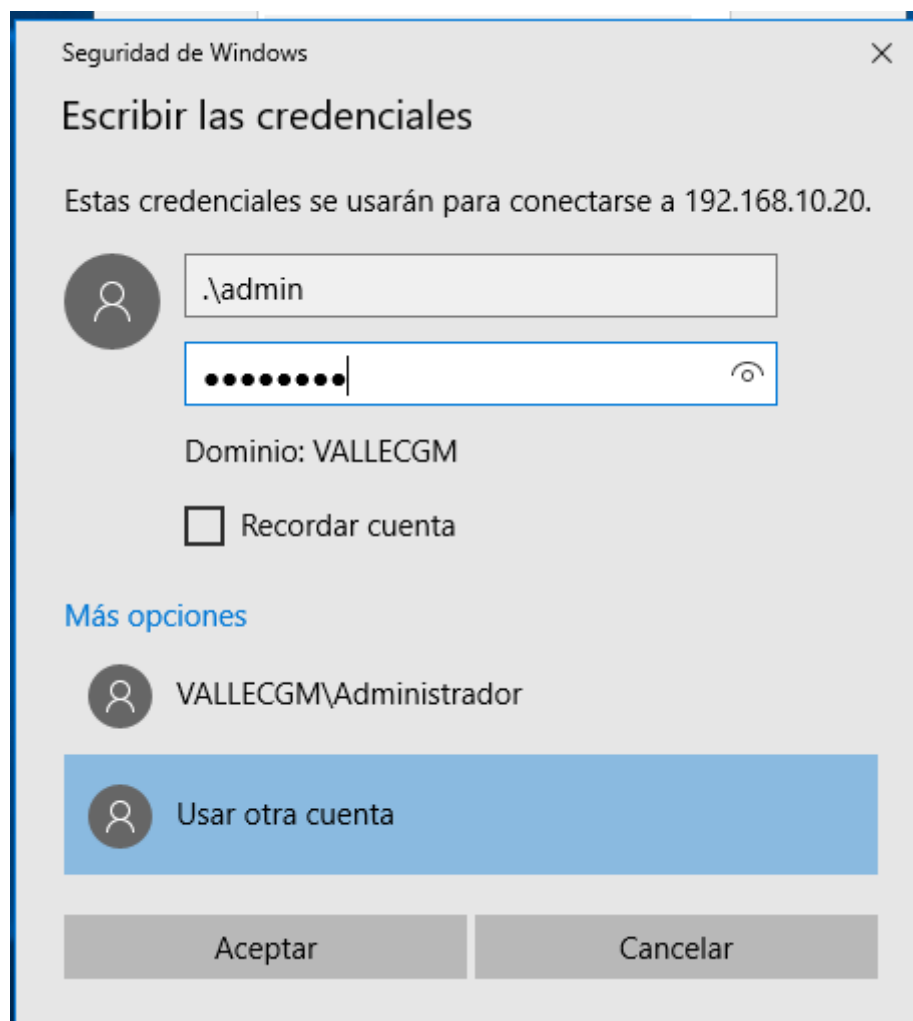 Seguridad de Windows
Escribir las credenciales
Estas credenciales se usarán para conectarse a 192.168.10.20.
.\admin
●●●●●●●●
Dominio: VALLECGM
Recordar cuenta
Más opciones
VALLECGM\Administrador
Usar otra cuenta
Aceptar
Cancelar